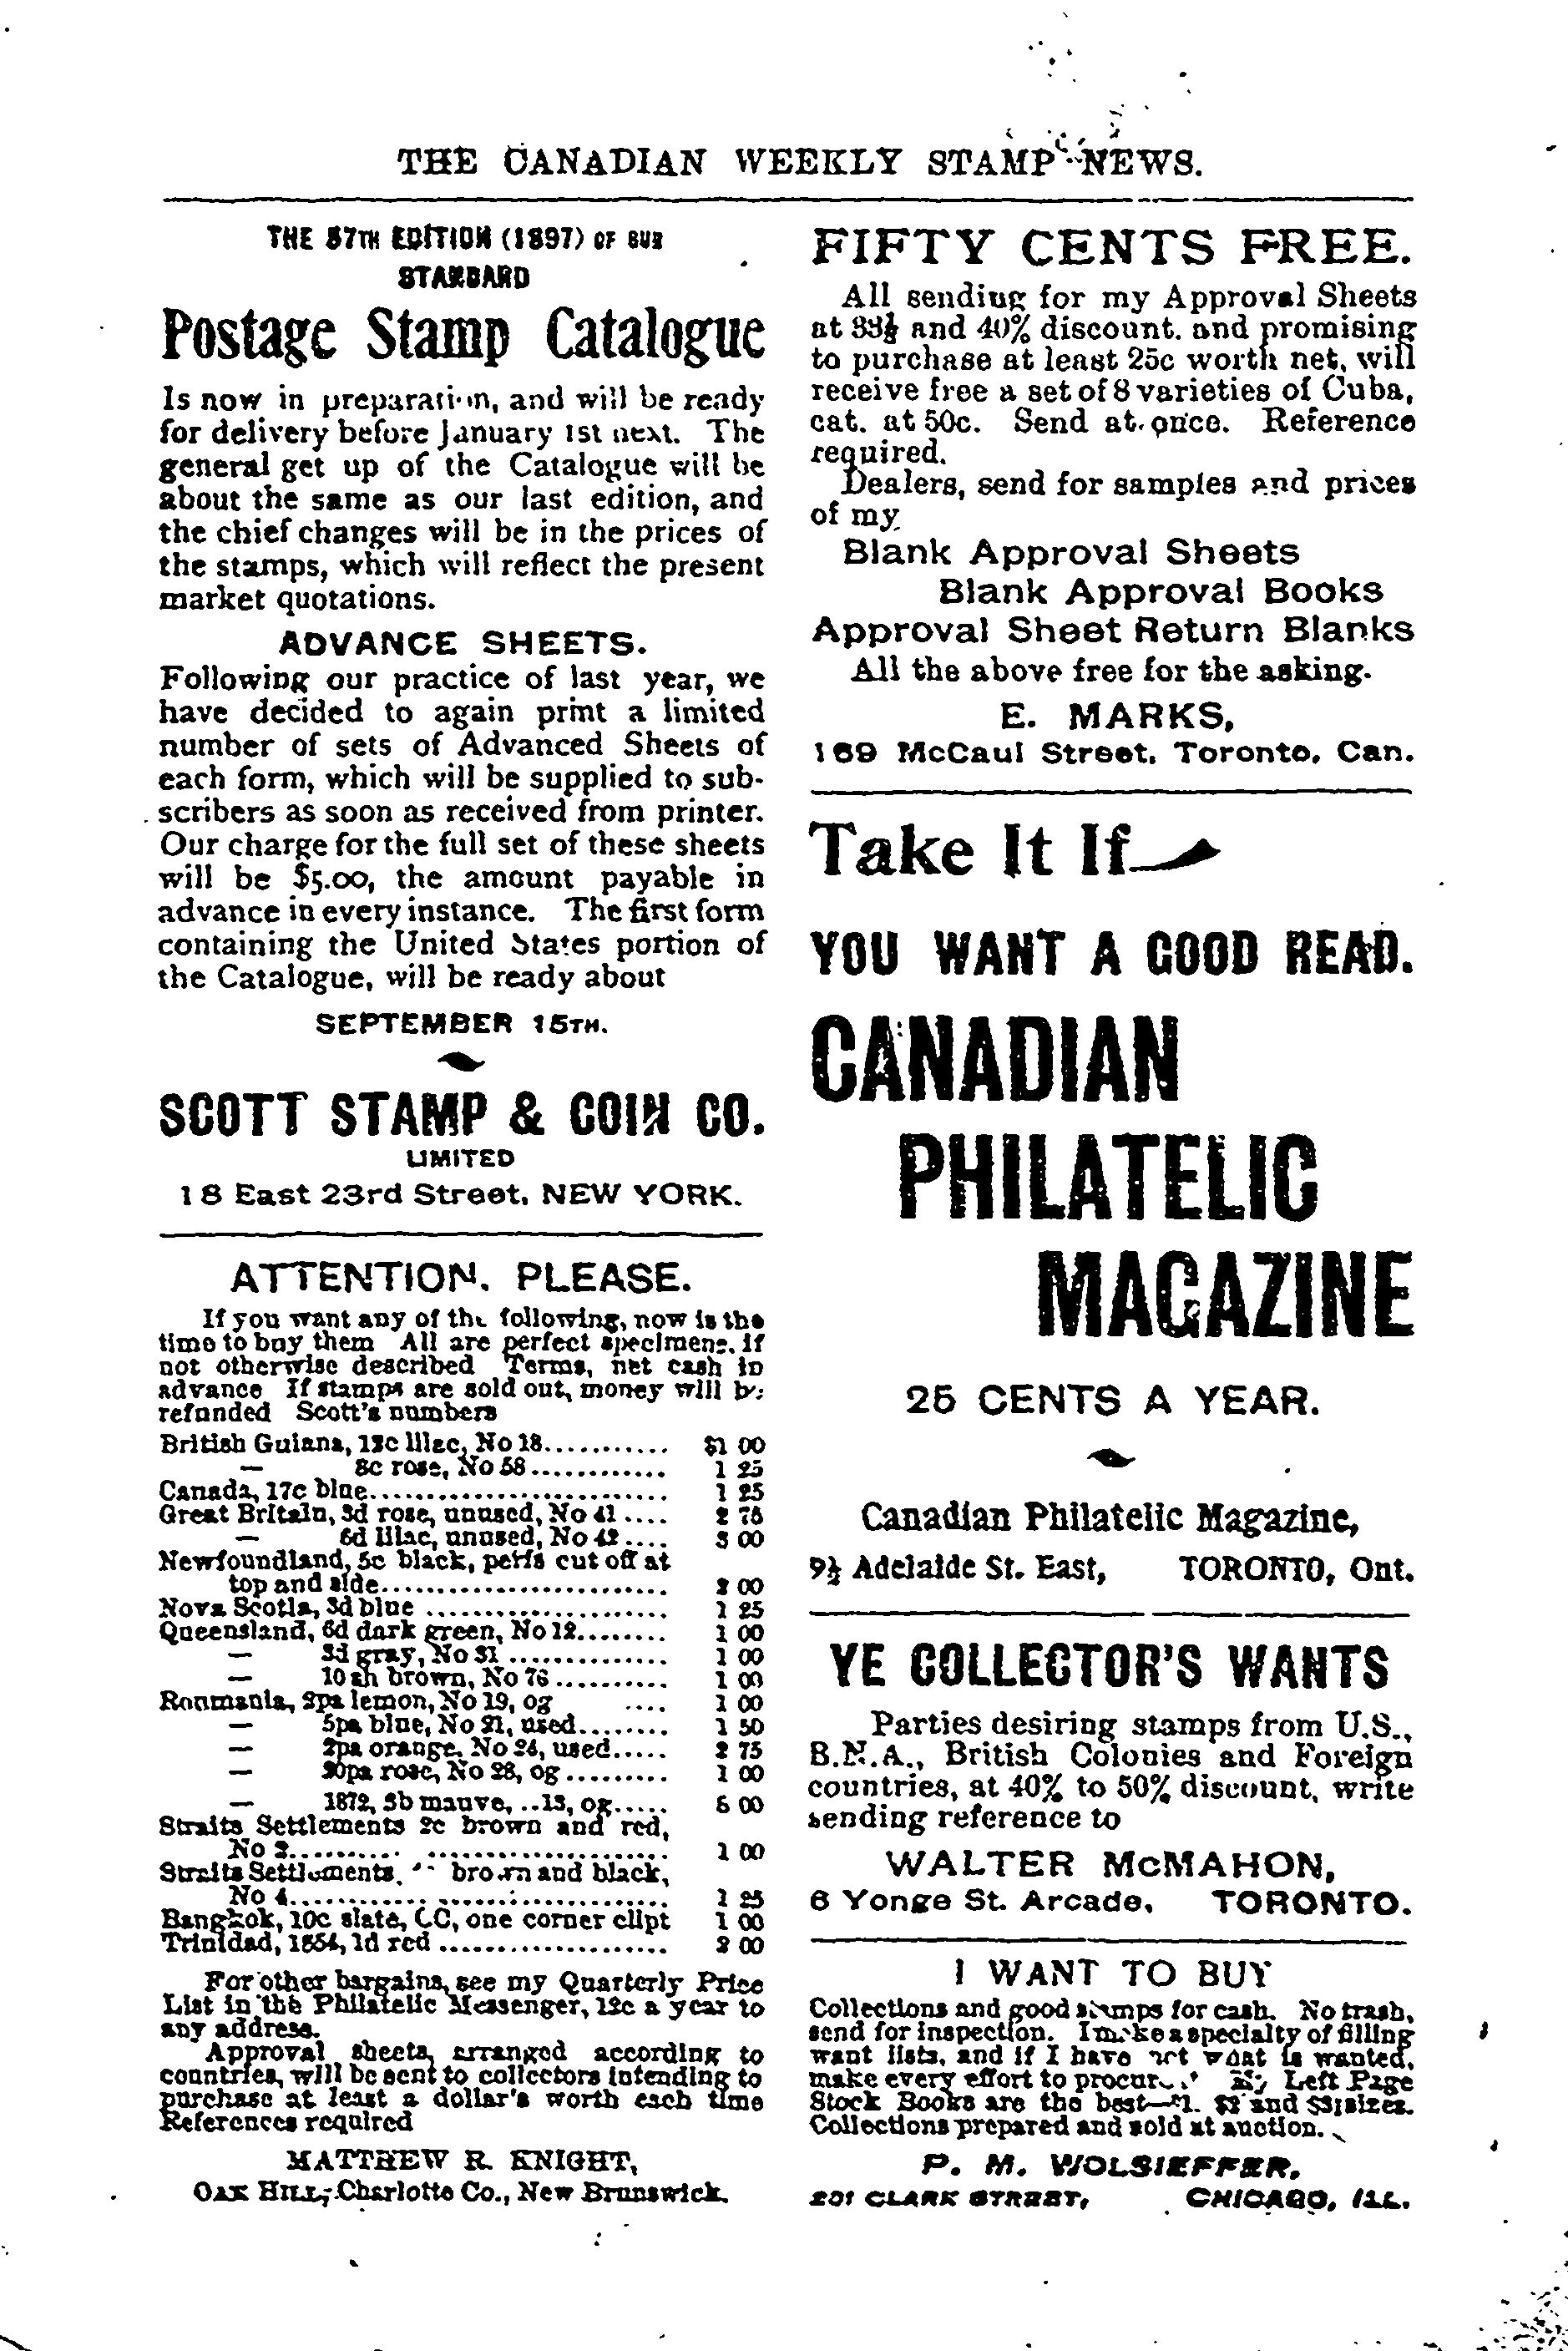 THE CANADIAN WEEKLY STAMP NEWS.
THE 57TH EDITION (1897) OF OUR
STANDARD
Postage Stamp Catalogue
Is now in preparation, and will be ready
for delivery before January 1st next. The
general get up of the Catalogue will be
about the same as our last edition, and
the chief changes will be in the prices of
the stamps, which will reflect the present
market quotations.
ADVANCE SHEETS.
Following our practice of last year, we
have decided to again print a limited
number of sets of Advanced Sheets of
each form, which will be supplied to sub-
scribers as soon as received from printer.
Our charge for the full set of these sheets
will be $5.00, the amount payable in
advance in every instance. The first form
containing the United States portion of
the Catalogue, will be ready about
SEPTEMBER 15TH.
SCOTT STAMP & COIN CO.
LIMITED
18 East 23rd Street, NEW YORK.
ATTENTION, PLEASE.
If you want any of the following, now is the
time to buy them All are perfect specimens, if
not otherwise described Terms, net cash in
advance If stamps are sold out, money will be
refunded Scott's numbers
British Guiana, 12c lilac, No 18........... $1 00
— 8c rose, No 58............ 1 25
Canada, 17c blue.......................... 1 25
Great Britain, 3d rose, unused, No 41.... 2 75
— 6d lilac, unused, No 42.... 3 00
Newfoundland, 5c black, perfs cut off at
top and side......................... 2 00
Nova Scotia, 3d blue ..................... 1 25
Queensland, 6d dark green, No 12........ 1 00
— 3d gray, No 31.............. 1 00
— 10 sh brown, No 76.......... 1 00
Roumania, 2pa lemon, No 19, og .... 1 00
— 5pa blue, No 21, used........ 1 50
— 2pa orange, No 24, used..... 2 75
— 30pa rose, No 28, og......... 1 00
— 1872, 3b mauve, ..13, og..... 5 00
Straits Settlements 2c brown and red,
No 2.......... ..................... 1 00
Straits Settlements, brown and black,
No 4............ .................... 1 25
Bangkok, 10c slate, CC, one corner clipt 1 00
Trinidad, 1854, 1d red .................... 2 00
For other bargains, see my Quarterly Price
List in the Philatelic Messenger, 12c a year to
any address.
Approval sheets, arranged according to
countries, will be sent to collectors intending to
purchase at least a dollar's worth each time
References required
MATTHEW R. KNIGHT,
OAK HILL, Charlotte Co., New Brunswick.
FIFTY CENTS FREE.
All sending for my Approval Sheets
at 33⅓ and 40% discount. and promising
to purchase at least 25c worth net, will
receive free a set of 8 varieties of Cuba,
cat. at 50c. Send at once. Reference
required.
Dealers, send for samples and prices
of my
Blank Approval Sheets
Blank Approval Books
Approval Sheet Return Blanks
All the above free for the asking.
E. MARKS,
169 McCaul Street, Toronto, Can.
Take It If
YOU WANT A GOOD READ.
CANADIAN
PHILATELIC
MAGAZINE
25 CENTS A YEAR.
Canadian Philatelic Magazine,
9½ Adelaide St. East, TORONTO, Ont.
YE COLLECTOR'S WANTS
Parties desiring stamps from U.S.,
B.N.A., British Colonies and Foreign
countries, at 40% to 50% discount, write
sending reference to
WALTER McMAHON,
6 Yonge St. Arcade, TORONTO.
I WANT TO BUY
Collections and good stamps for cash. No trash,
send for inspection. I make a specialty of filling
want lists, and if I have not what is wanted,
make every effort to procure My Left Page
Stock Books are the best—$1. $2 and $3 sizes.
Collections prepared and sold at auction.
P. M. WOLSIEFFER,
201 CLARK STREET, CHICAGO, ILL.